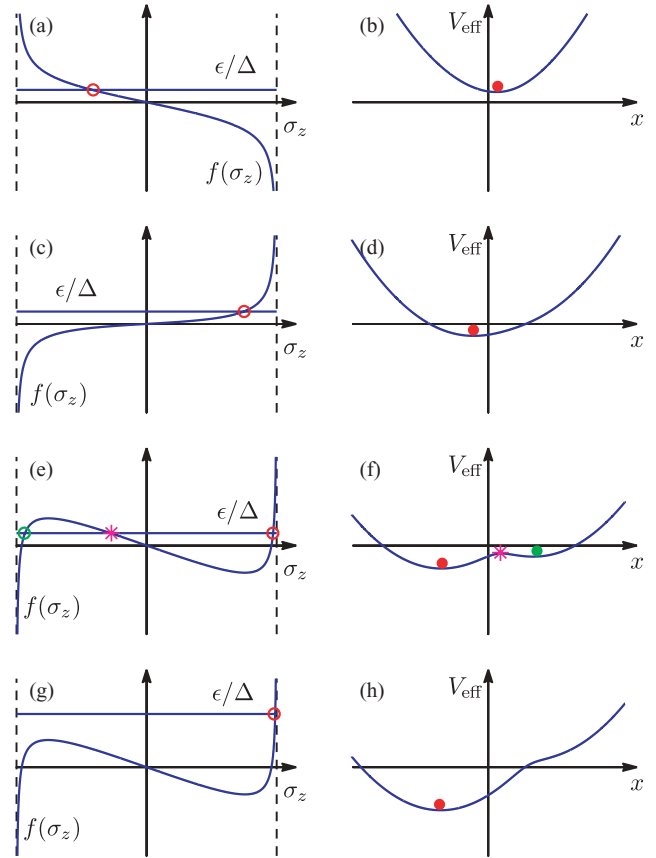 (a)
ϵ/Δ
σ_z
f(σ_z)
(b)
V_eff
x
(c)
ϵ/Δ
σ_z
f(σ_z)
(d)
V_eff
x
(e)
ϵ/Δ
σ_z
f(σ_z)
(f)
V_eff
x
(g)
ϵ/Δ
σ_z
f(σ_z)
(h)
V_eff
x